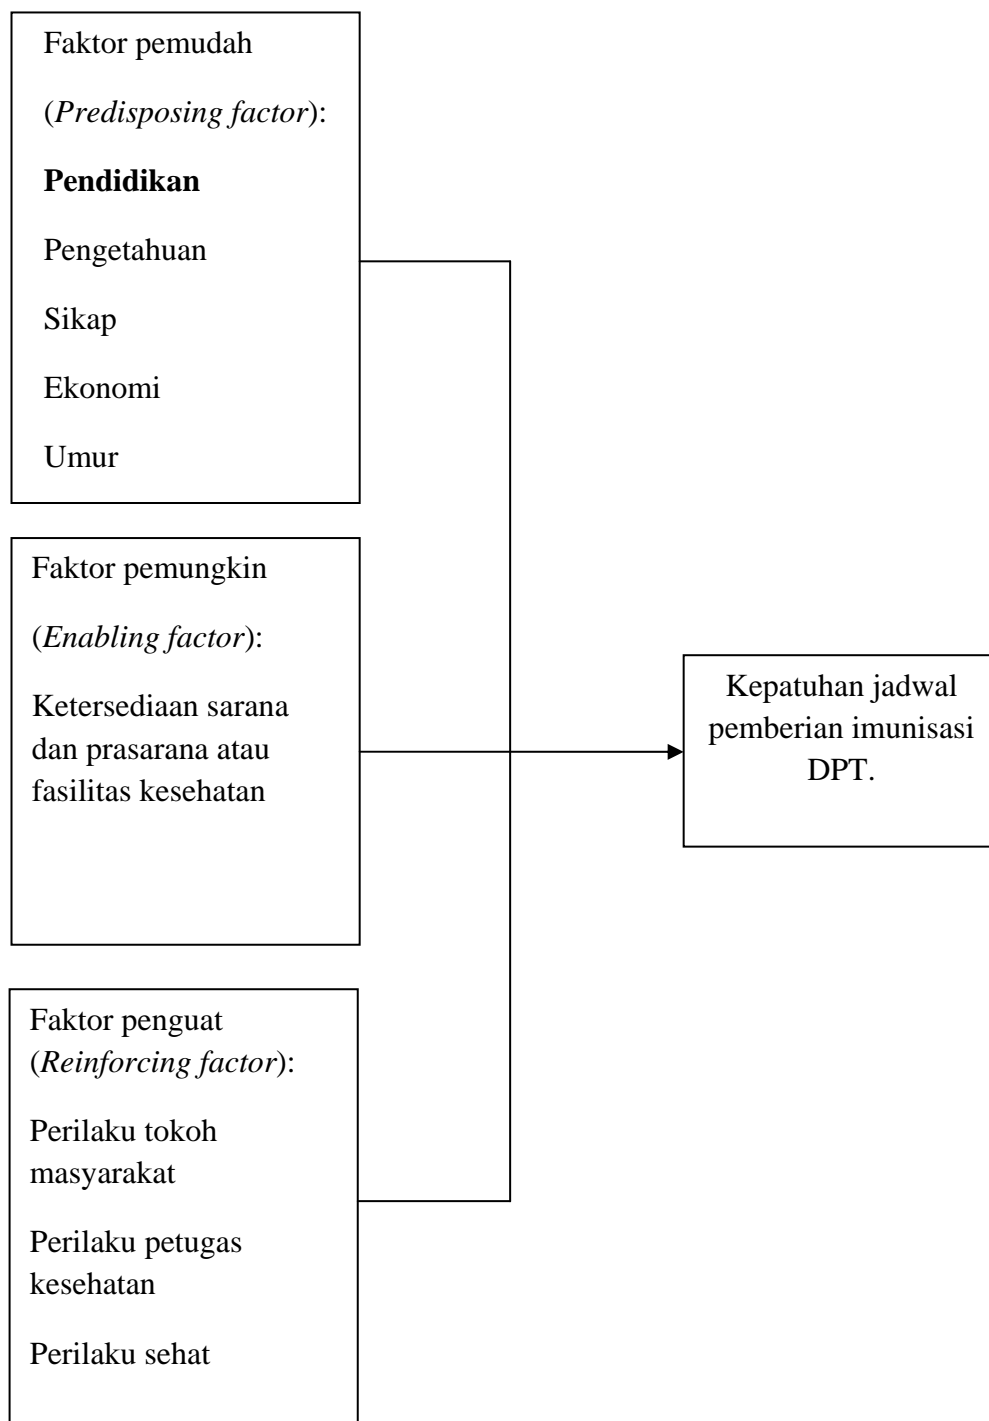 Faktor pemudah
(Predisposing factor):
Pendidikan
Pengetahuan
Sikap
Ekonomi
Umur
Faktor pemungkin
(Enabling factor):
Ketersediaan sarana
dan prasarana atau
fasilitas kesehatan
Kepatuhan jadwal
pemberian imunisasi
DPT.
Faktor penguat
(Reinforcing factor):
Perilaku tokoh
masyarakat
Perilaku petugas
kesehatan
Perilaku sehat